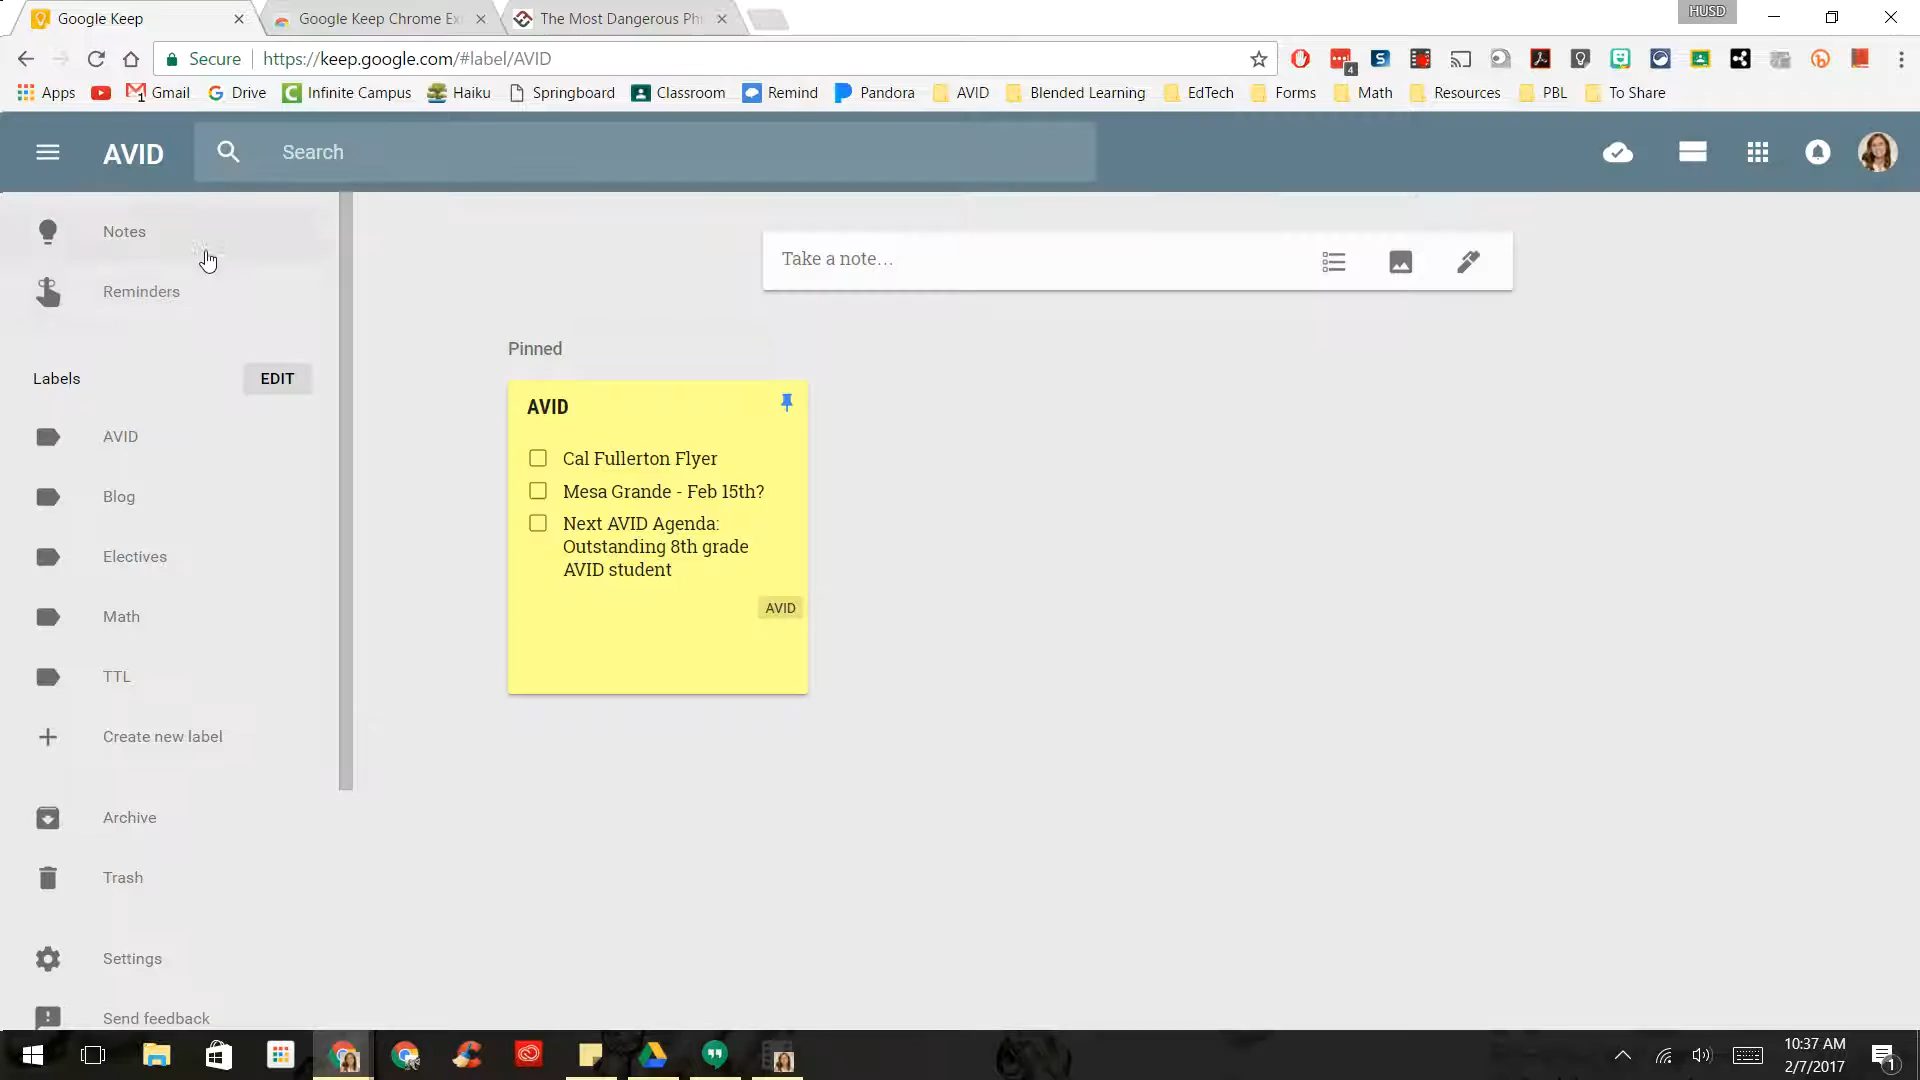 Google Keep
Google Keep Chrome Ex
The Most Dangerous Ph
HUSD
Secure
https://keep.google.com/#label/AVID
4
Apps
1
Gmail
Drive
Infinite Campus
Haiku
Springboard
Classroom
Remind
Pandora
AVID
Blended Learning
EdTech
Forms
Math
Resources
PBL
To Share
AVID
Search
Notes
Reminders
Labels
EDIT
AVID
Blog
Electives
Math
TTL
Create new label
Archive
Trash
Settings
Send feedback
Take a note...
Pinned
AVID
Cal Fullerton Flyer
Mesa Grande - Feb 15th?
Next AVID Agenda:
Outstanding 8th grade
AVID student
AVID
10:37 AM
2/7/2017
1